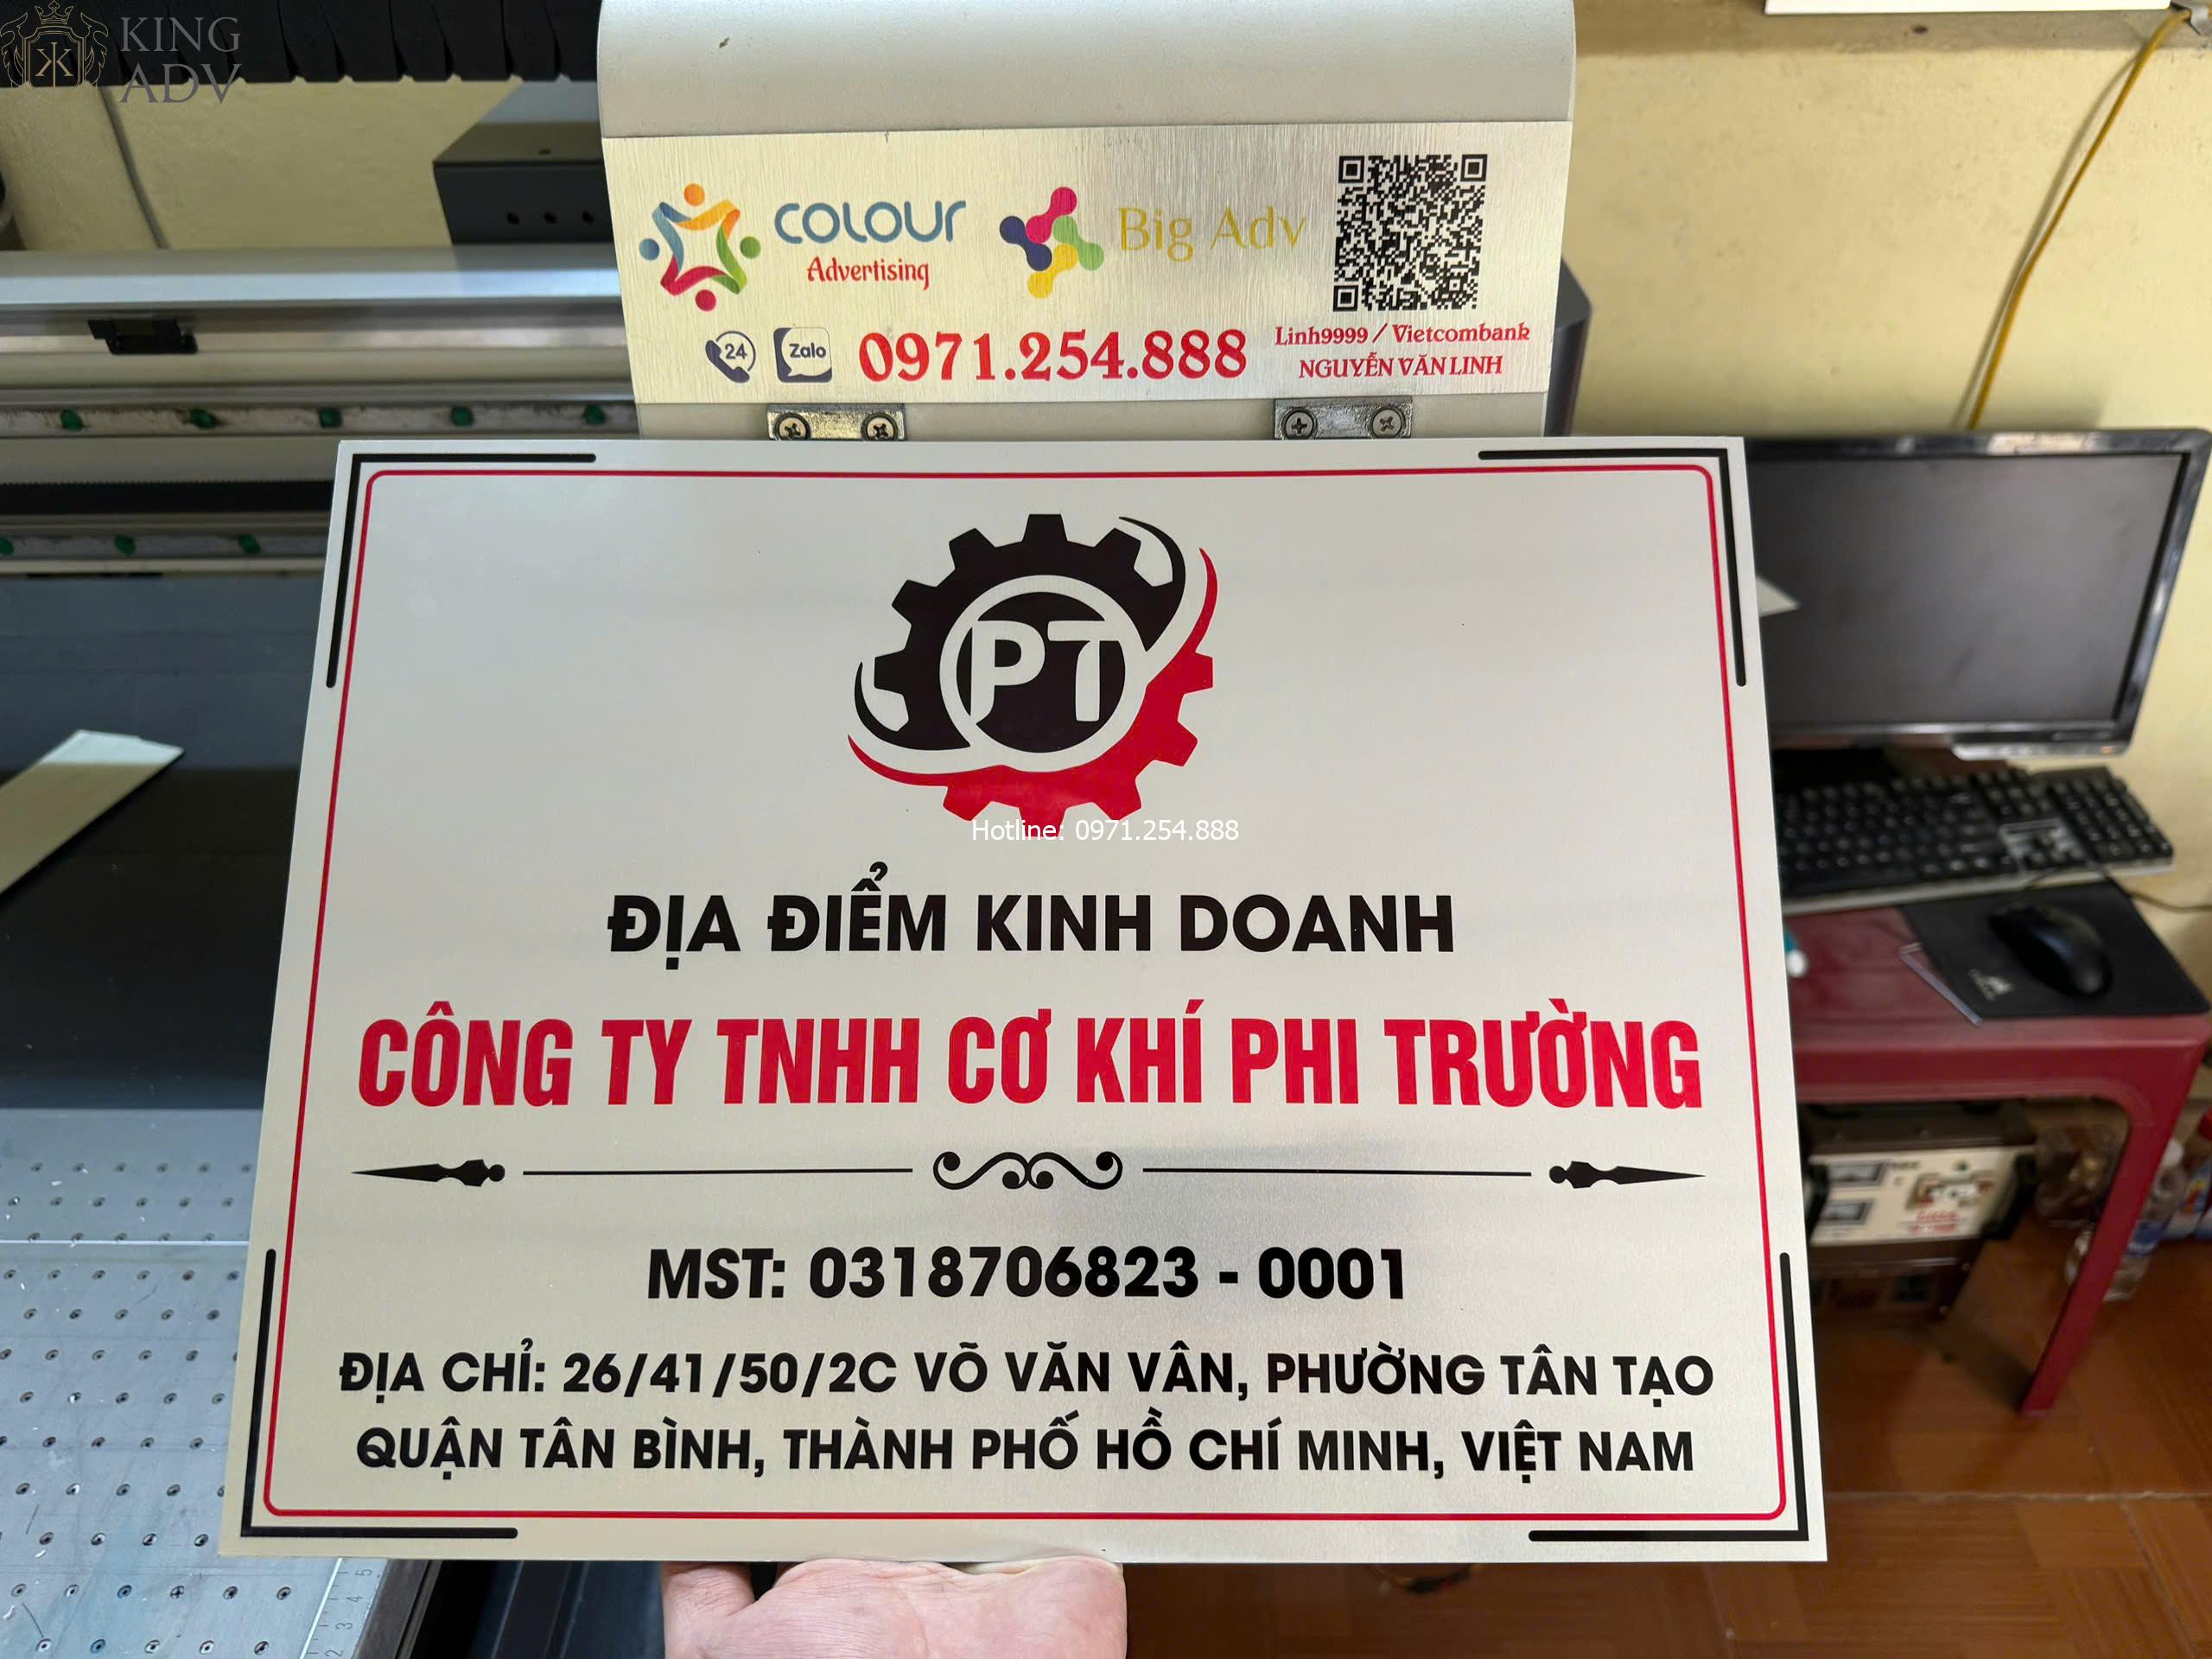 KING
ADV
COLOUR
Advertising
Big Adv
24
Zalo
0971.254.888
Linh9999 / Vietcombank
NGUYỄN VĂN LINH
PT
Hotline: 0971.254.888
ĐỊA ĐIỂM KINH DOANH
CÔNG TY TNHH CƠ KHÍ PHI TRƯỜNG
MST: 0318706823 - 0001
ĐỊA CHỈ: 26/41/50/2C VÕ VĂN VÂN, PHƯỜNG TÂN TẠO
QUẬN TÂN BÌNH, THÀNH PHỐ HỒ CHÍ MINH, VIỆT NAM